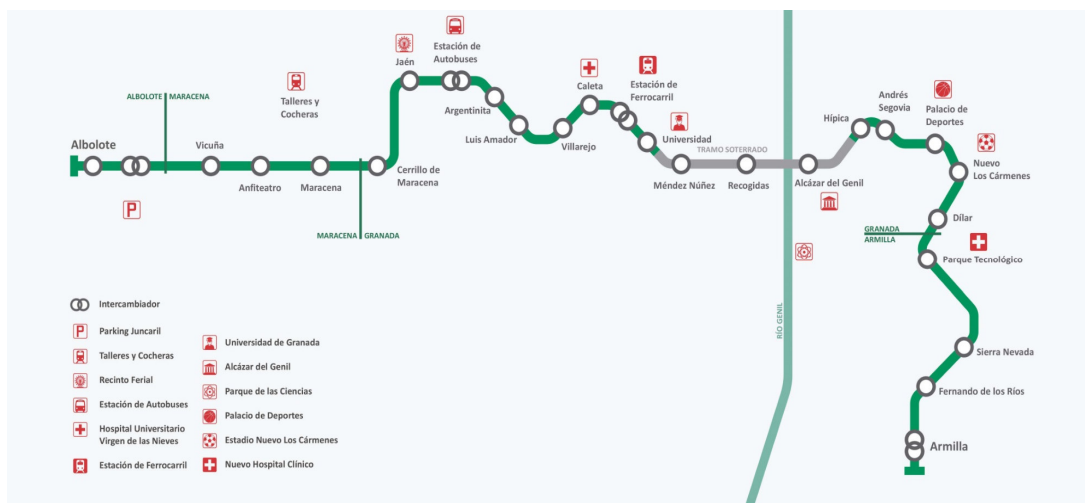 Albolote
ALBOLOTE
MARACENA
Vicuña
Anfiteatro
Talleres y
Cocheras
Maracena
MARACENA
GRANADA
Cerrillo de
Maracena
Jaén
Estación de
Autobuses
Argentinita
Luis Amador
Villarejo
Caleta
Estación de
Ferrocarril
Universidad
TRAMO SOTERRADO
Méndez Núñez
Recogidas
Alcázar del Genil
Hípica
Andrés
Segovia
Palacio de
Deportes
Nuevo
Los Cármenes
Dílar
GRANADA
ARMILLA
Parque Tecnológico
Sierra Nevada
Fernando de los Ríos
Armilla
RÍO GENIL
P
Intercambiador
P
Parking Juncaril
Talleres y Cocheras
Recinto Ferial
Estación de Autobuses
Hospital Universitario
Virgen de las Nieves
Estación de Ferrocarril
Universidad de Granada
Alcázar del Genil
Parque de las Ciencias
Palacio de Deportes
Estadio Nuevo Los Cármenes
Nuevo Hospital Clínico